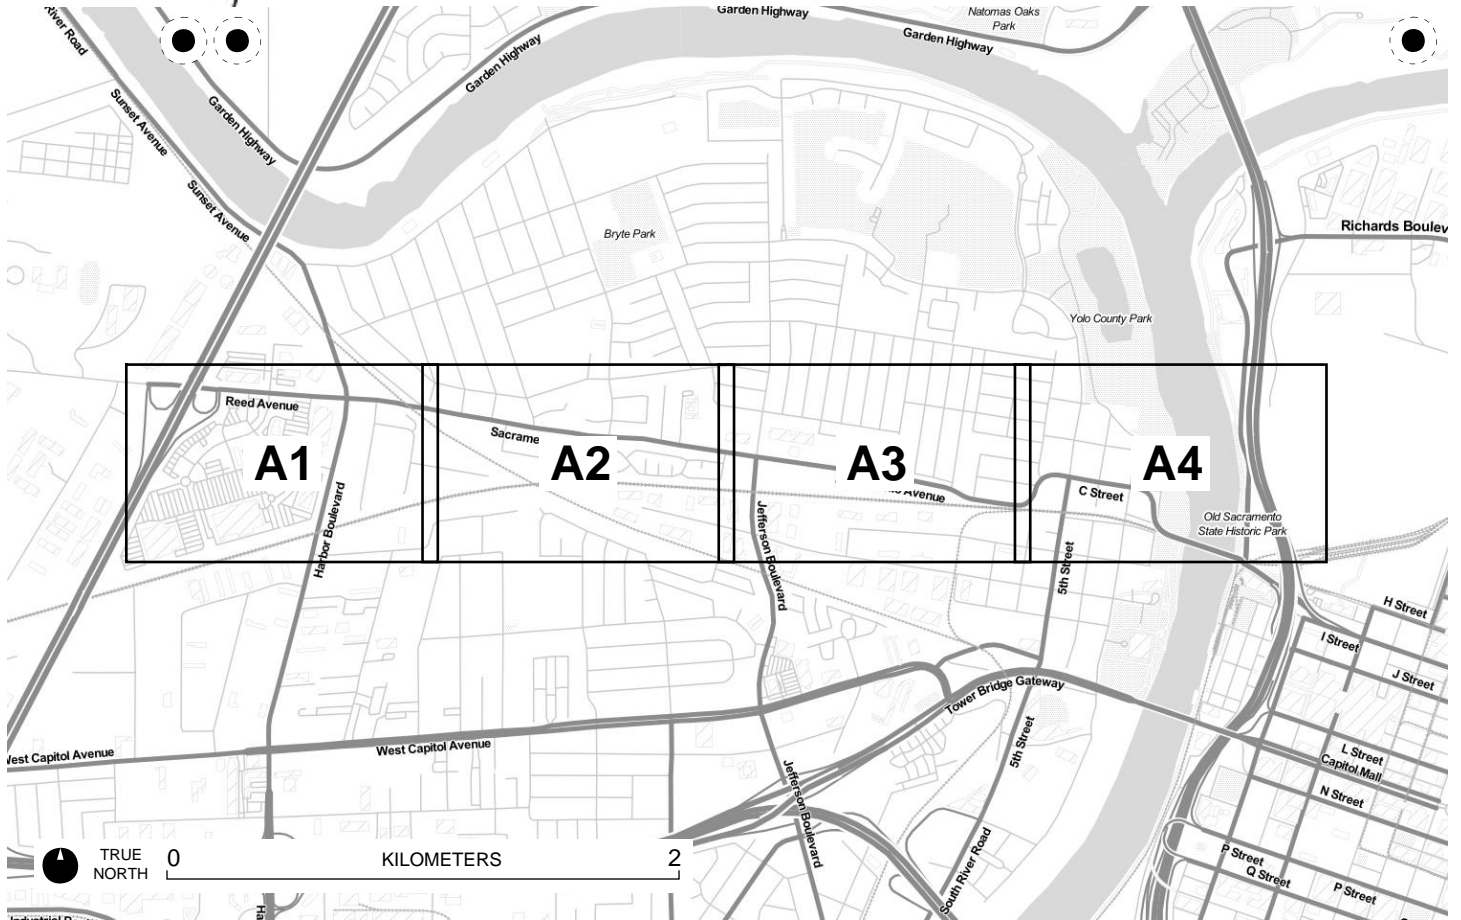 Garden Highway
Natomas Oaks
Park
River Road
Garden Highway
Garden Highway
Sunset Avenue
Garden Highway
Sunset Avenue
Bryte Park
Richards Boulev
Yolo County Park
Reed Avenue
Sacrame
A1
A2
A3
A4
Avenue
C Street
Harbor Boulevard
Jefferson Boulevard
Old Sacramento
State Historic Park
5th Street
H Street
I Street
J Street
Tower Bridge Gateway
West Capitol Avenue
West Capitol Avenue
5th Street
L Street
Capitol Mall
N Street
Jefferson Boulevard
TRUE
NORTH
0
KILOMETERS
2
South River Road
P Street
Q Street
P Street
Ha